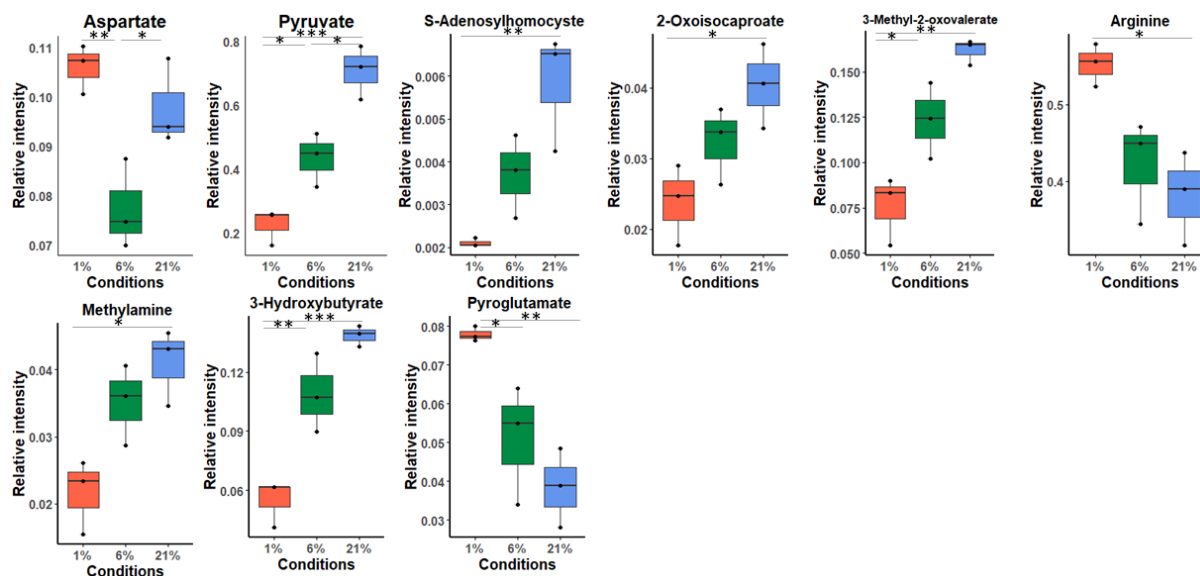 Aspartate
** *
0.11
0.10
0.09
0.08
0.07
Relative intensity
1% 6% 21%
Conditions
Pyruvate
***
* *
0.8
0.6
0.4
0.2
Relative intensity
1% 6% 21%
Conditions
S-Adenosylhomocyste
**
0.006
0.004
0.003
0.002
Relative intensity
1% 6% 21%
Conditions
2-Oxoisocaproate
*
0.04
0.03
0.02
Relative intensity
1% 6% 21%
Conditions
3-Methyl-2-oxovalerate
**
*
0.150
0.125
0.100
0.075
0.050
Relative intensity
1% 6% 21%
Conditions
Arginine
*
0.5
0.4
Relative intensity
1% 6% 21%
Conditions
Methylamine
*
0.04
0.03
0.02
Relative intensity
1% 6% 21%
Conditions
3-Hydroxybutyrate
***
**
0.12
0.09
0.06
Relative intensity
1% 6% 21%
Conditions
Pyroglutamate
**
*
0.08
0.07
0.06
0.05
0.04
0.03
Relative intensity
1% 6% 21%
Conditions